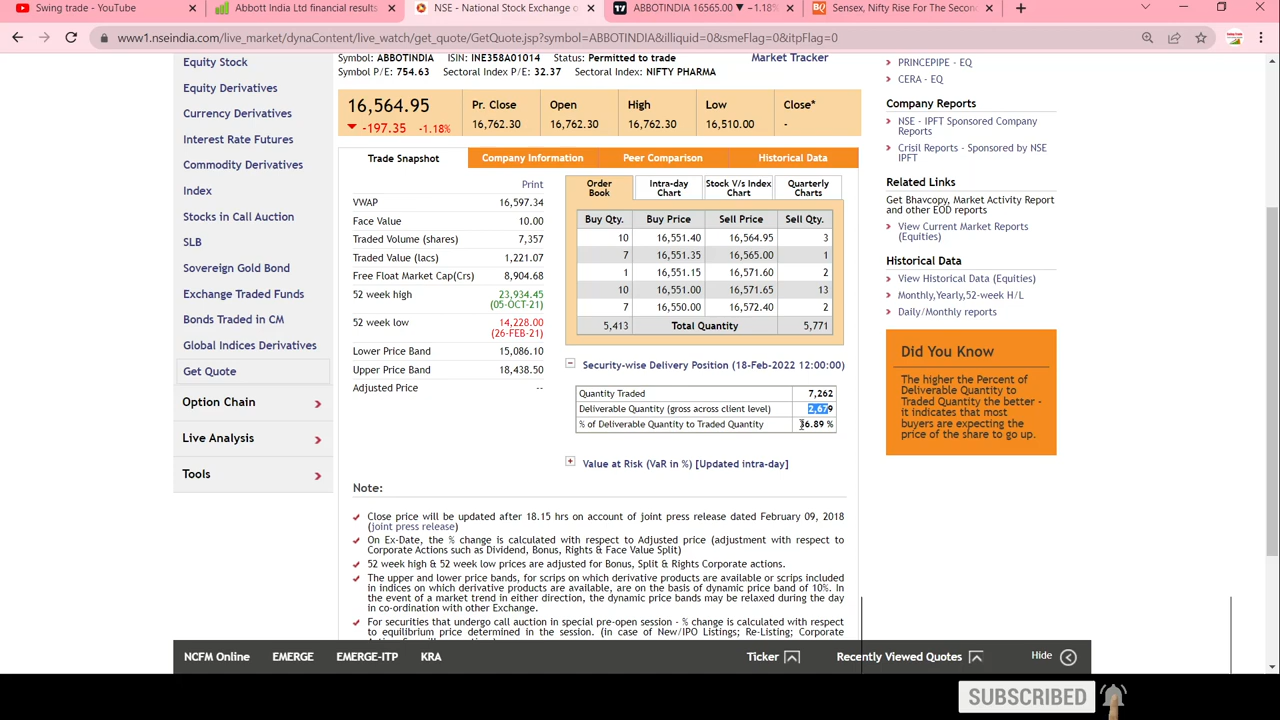 Swing trade - YouTube
Abbott India Ltd financial results
NSE - National Stock Exchange o
ABBOTINDIA 16565.00 ▼ −1.18%
Sensex, Nifty Rise For The Secon
www1.nseindia.com/live_market/dynaContent/live_watch/get_quote/GetQuote.jsp?symbol=ABBOTINDIA&illiquid=0&smeFlag=0&itpFlag=0
Equity Stock
Equity Derivatives
Currency Derivatives
Interest Rate Futures
Commodity Derivatives
Index
Stocks in Call Auction
SLB
Sovereign Gold Bond
Exchange Traded Funds
Bonds Traded in CM
Global Indices Derivatives
Get Quote
Option Chain
Live Analysis
Tools
Symbol: ABBOTINDIA ISIN: INE358A01014 Status: Permitted to trade Market Tracker
Symbol P/E: 754.63 Sectoral Index P/E: 32.37 Sectoral Index: NIFTY PHARMA
16,564.95 Pr. Close Open High Low Close*
▼ -197.35 -1.18% 16,762.30 16,762.30 16,762.30 16,510.00 -
Trade Snapshot Company Information Peer Comparison Historical Data
Print
VWAP 16,597.34
Face Value 10.00
Traded Volume (shares) 7,357
Traded Value (lacs) 1,221.07
Free Float Market Cap(Crs) 8,904.68
52 week high 23,934.45
(05-OCT-21)
52 week low 14,228.00
(26-FEB-21)
Lower Price Band 15,086.10
Upper Price Band 18,438.50
Adjusted Price --
Order Book
Intra-day Chart
Stock V/s Index Chart
Quarterly Charts
Buy Qty. Buy Price Sell Price Sell Qty.
10 16,551.40 16,564.95 3
7 16,551.35 16,565.00 1
1 16,551.15 16,571.60 2
10 16,551.00 16,571.65 13
7 16,550.00 16,572.40 2
5,413 Total Quantity 5,771
Security-wise Delivery Position (18-Feb-2022 12:00:00)
Quantity Traded 7,262
Deliverable Quantity (gross across client level) 2,679
% of Deliverable Quantity to Traded Quantity 36.89 %
Value at Risk (VaR in %) [Updated intra-day]
Note:
Close price will be updated after 18.15 hrs on account of joint press release dated February 09, 2018
(joint press release)
On Ex-Date, the % change is calculated with respect to Adjusted price (adjustment with respect to
Corporate Actions such as Dividend, Bonus, Rights & Face Value Split)
52 week high & 52 week low prices are adjusted for Bonus, Split & Rights Corporate actions.
The upper and lower price bands, for scrips on which derivative products are available or scrips included
in indices on which derivative products are available, are on the basis of dynamic price band of 10%. In
the event of a market trend in either direction, the dynamic price bands may be relaxed during the day
in co-ordination with other Exchange.
For securities that undergo call auction in special pre-open session - % change is calculated with respect
to equilibrium price determined in the session. (in case of New/IPO Listings; Re-Listing; Corporate
PRINCEPIPE - EQ
CERA - EQ
Company Reports
NSE - IPFT Sponsored Company
Reports
Crisil Reports - Sponsored by NSE
IPFT
Related Links
Get Bhavcopy, Market Activity Report
and other EOD reports
View Current Market Reports
(Equities)
Historical Data
View Historical Data (Equities)
Monthly,Yearly,52-week H/L
Daily/Monthly reports
Did You Know
The higher the Percent of
Deliverable Quantity to
Traded Quantity the better -
it indicates that most
buyers are expecting the
price of the share to go up.
NCFM Online EMERGE EMERGE-ITP KRA Ticker Recently Viewed Quotes Hide
SUBSCRIBED